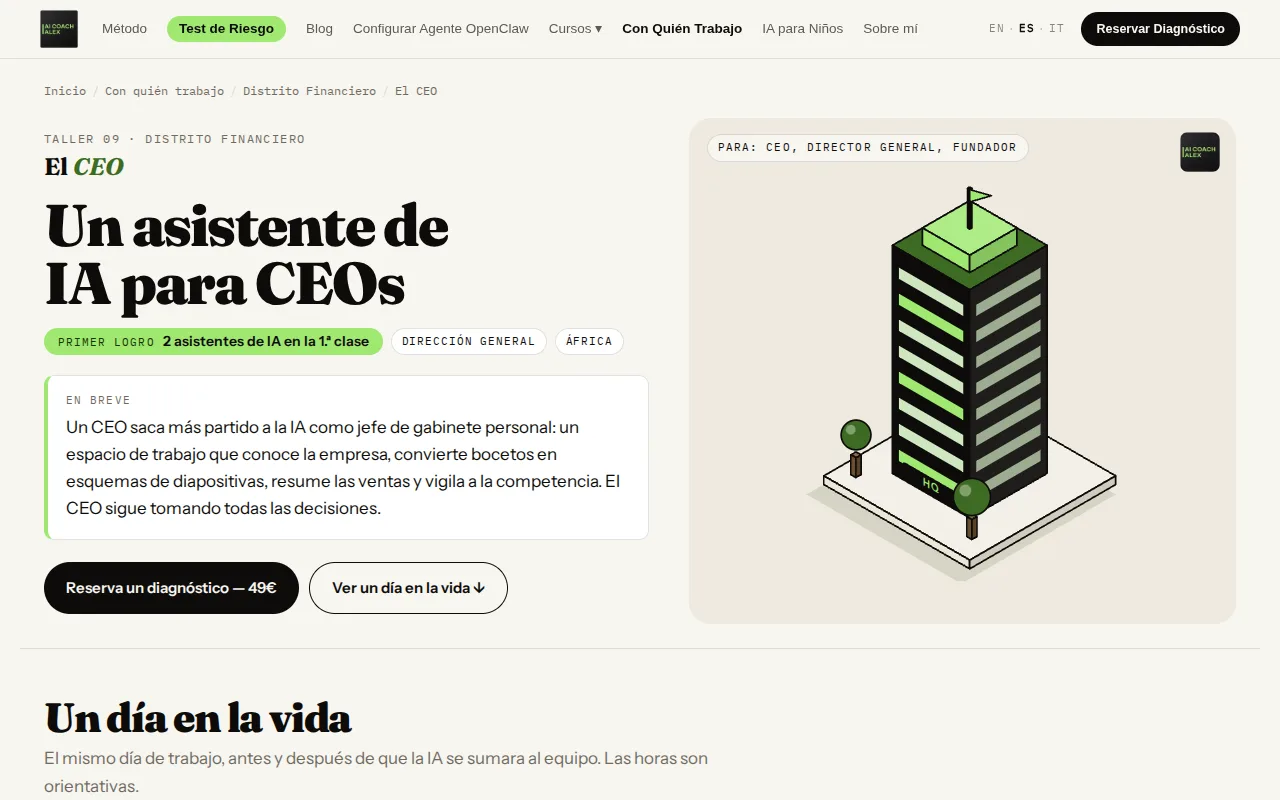 AI COACH
ALEX
Método
Test de Riesgo
Blog
Configurar Agente OpenClaw
Cursos ▾
Con Quién Trabajo
IA para Niños
Sobre mí
EN · ES · IT
Reservar Diagnóstico
Inicio / Con quién trabajo / Distrito Financiero / El CEO
TALLER 09 · DISTRITO FINANCIERO
El CEO
Un asistente de
IA para CEOs
PRIMER LOGRO 2 asistentes de IA en la 1.ª clase
DIRECCIÓN GENERAL
ÁFRICA
EN BREVE
Un CEO saca más partido a la IA como jefe de gabinete personal: un
espacio de trabajo que conoce la empresa, convierte bocetos en
esquemas de diapositivas, resume las ventas y vigila a la competencia. El
CEO sigue tomando todas las decisiones.
Reserva un diagnóstico — 49€
Ver un día en la vida ↓
PARA: CEO, DIRECTOR GENERAL, FUNDADOR
AI COACH
ALEX
HQ
Un día en la vida
El mismo día de trabajo, antes y después de que la IA se sumara al equipo. Las horas son
orientativas.